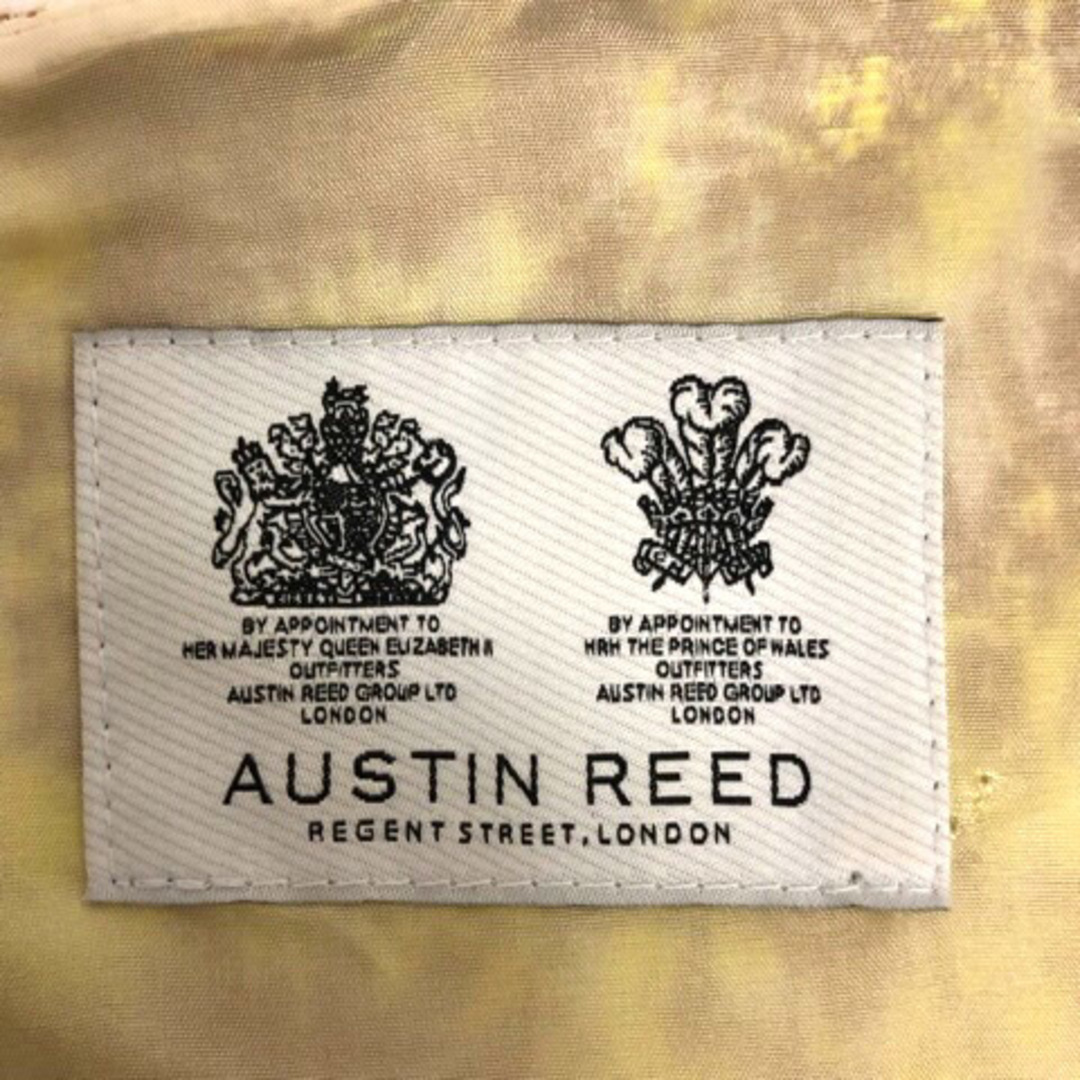 BY APPOINTMENT TO
HER MAJESTY QUEEN ELIZABETH II
OUTFITTERS
AUSTIN REED GROUP LTD
LONDON
BY APPOINTMENT TO
HRH THE PRINCE OF WALES
OUTFITTERS
AUSTIN REED GROUP LTD
LONDON
AUSTIN REED
REGENT STREET, LONDON